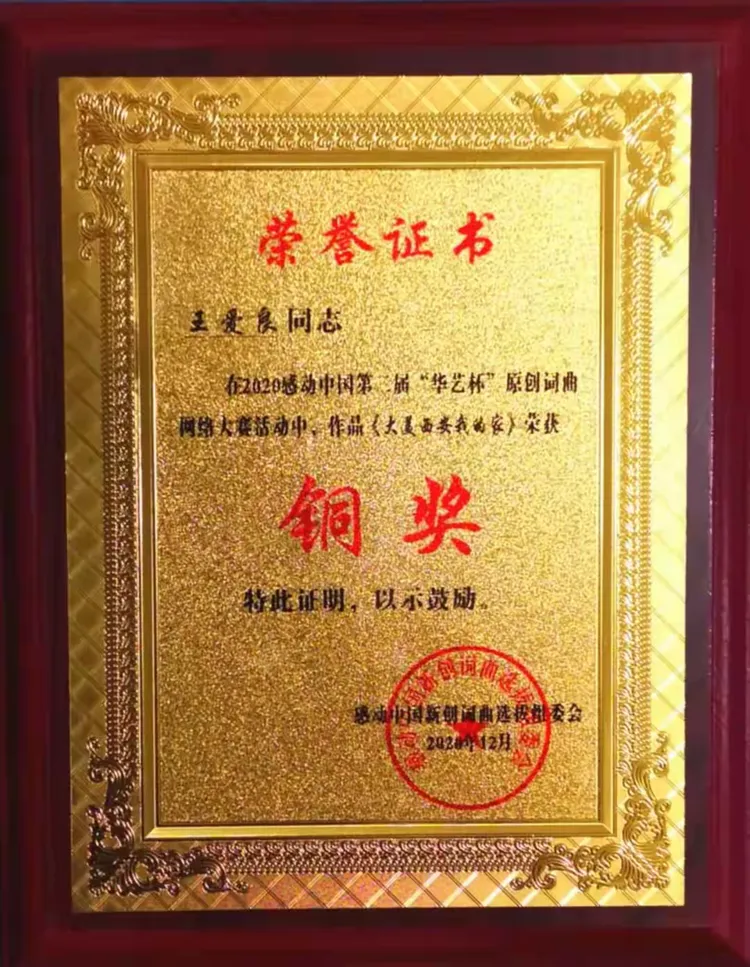 荣誉证书
王爱良同志
在2020感动中国第二届“华艺杯”原创词曲
网络大赛活动中，作品《大美西安我的家》荣获
铜奖
特此证明，以示鼓励。
感动中国新创词曲选拔组委会
2020年12月